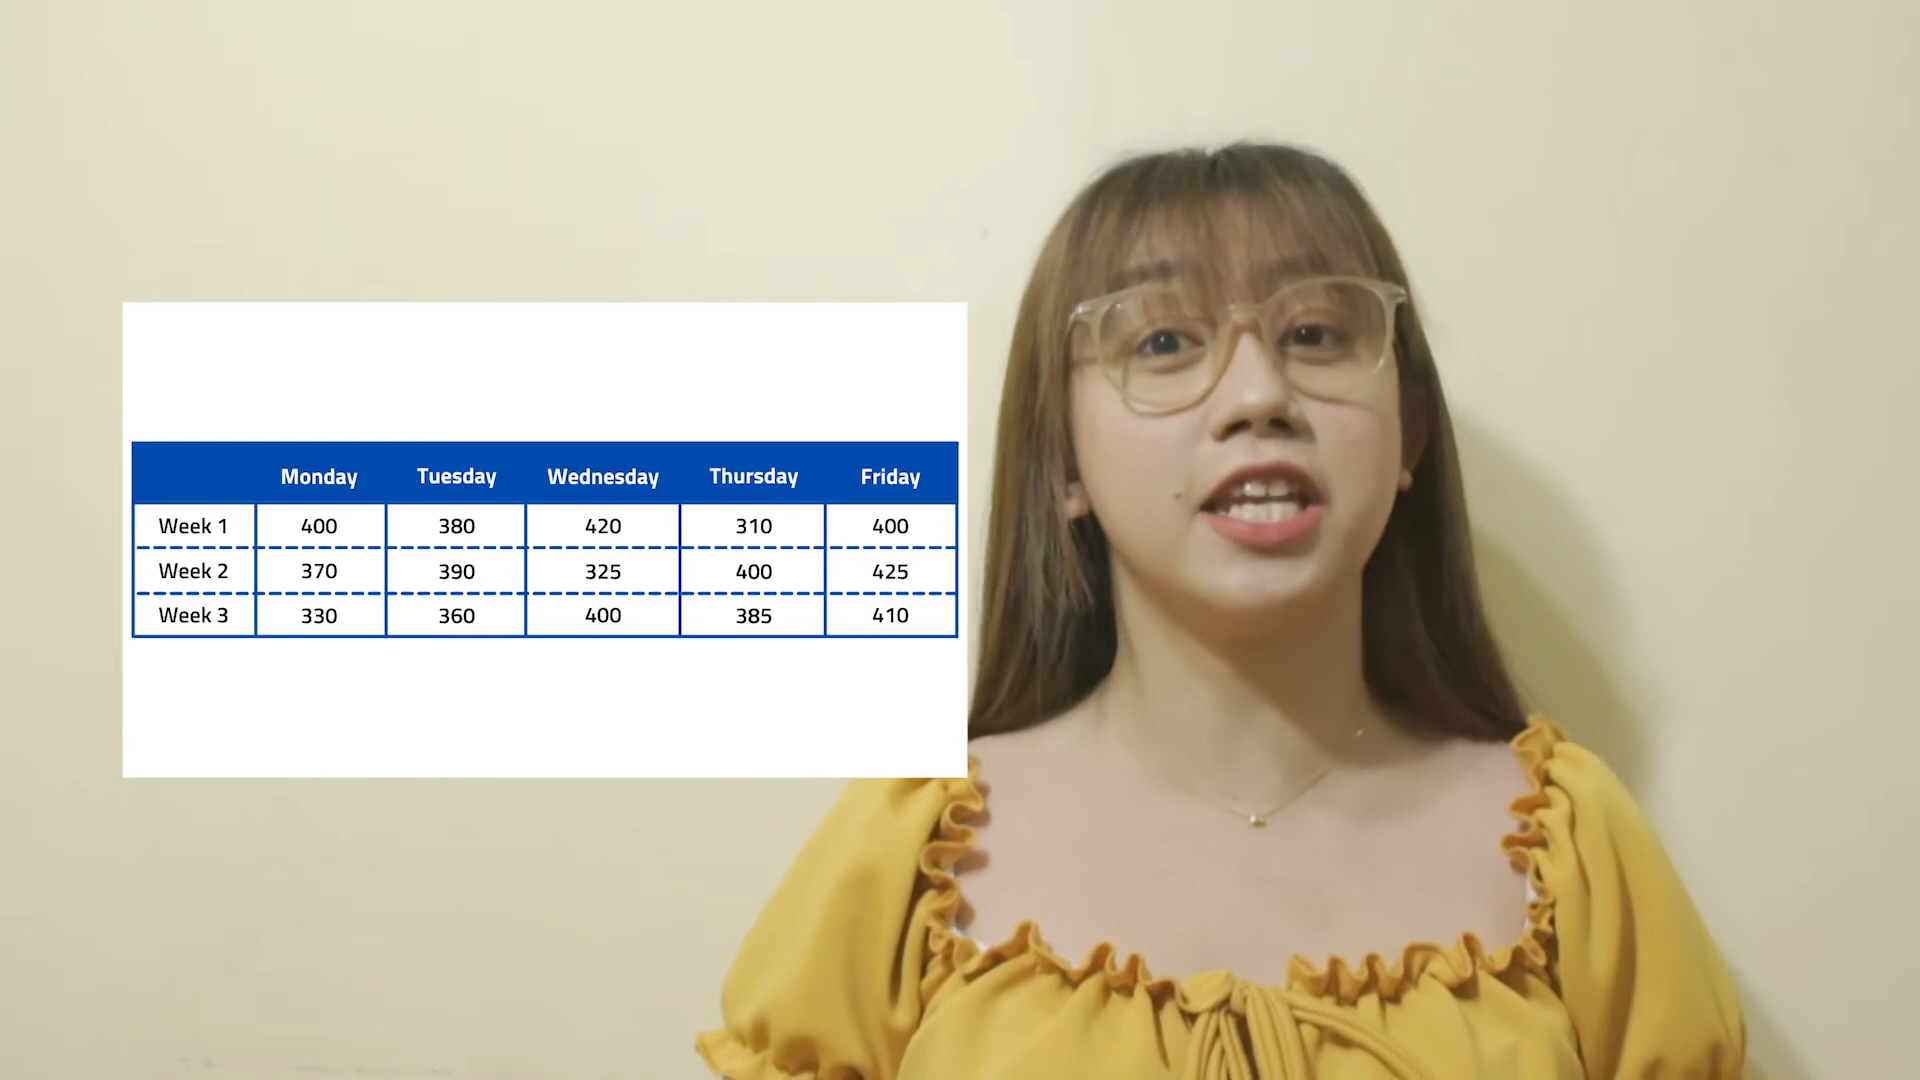 Monday Tuesday Wednesday Thursday Friday
Week 1 400 380 420 310 400
Week 2 370 390 325 400 425
Week 3 330 360 400 385 410